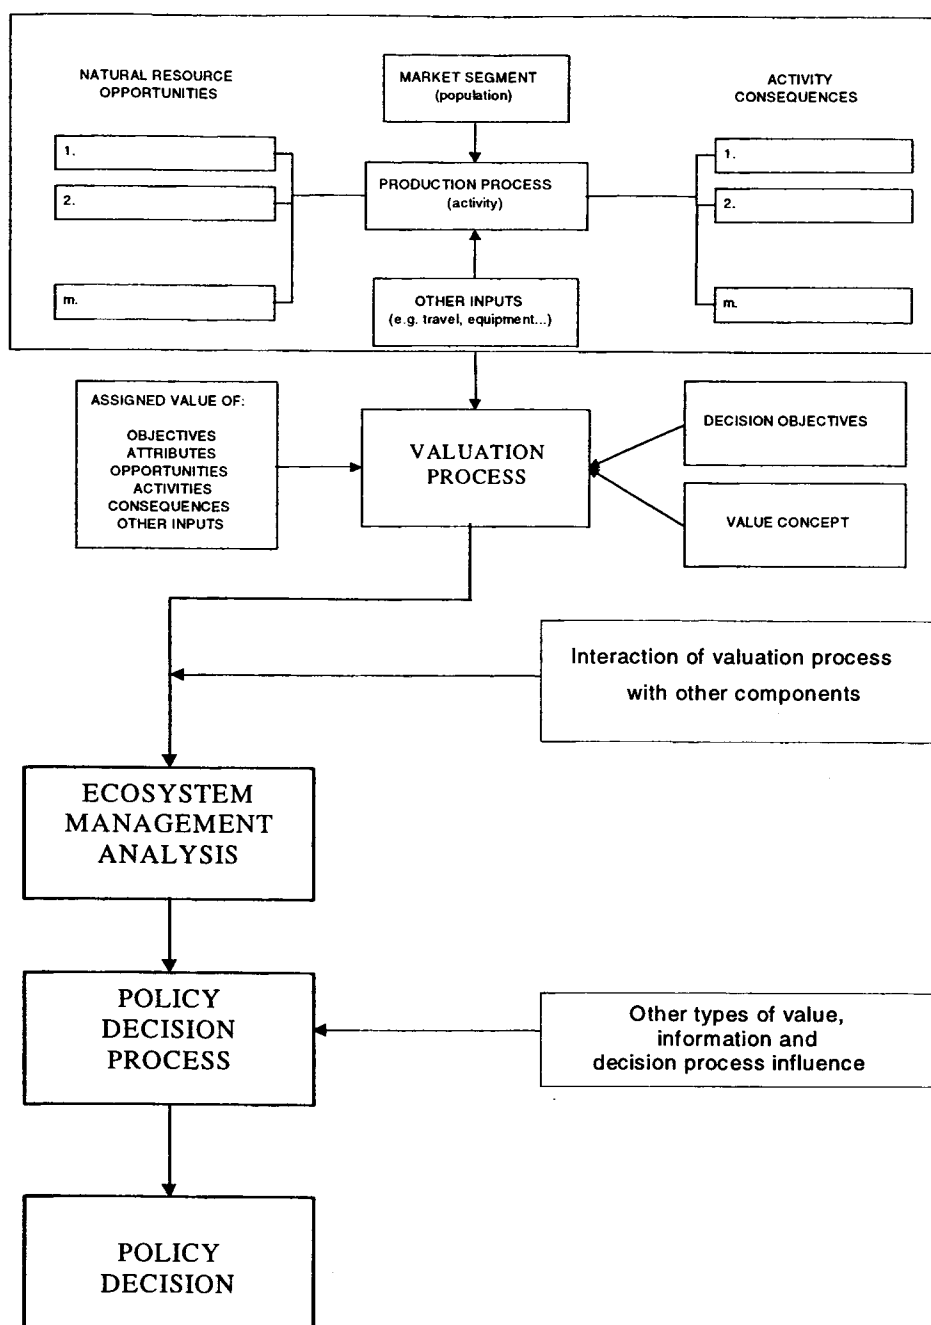 NATURAL RESOURCE
OPPORTUNITIES
MARKET SEGMENT
(population)
ACTIVITY
CONSEQUENCES
1.
2.
m.
PRODUCTION PROCESS
(activity)
1.
2.
m.
OTHER INPUTS
(e.g. travel, equipment...)
ASSIGNED VALUE OF:
OBJECTIVES
ATTRIBUTES
OPPORTUNITIES
ACTIVITIES
CONSEQUENCES
OTHER INPUTS
VALUATION
PROCESS
DECISION OBJECTIVES
VALUE CONCEPT
Interaction of valuation process
with other components
ECOSYSTEM
MANAGEMENT
ANALYSIS
POLICY
DECISION
PROCESS
Other types of value,
information and
decision process influence
POLICY
DECISION